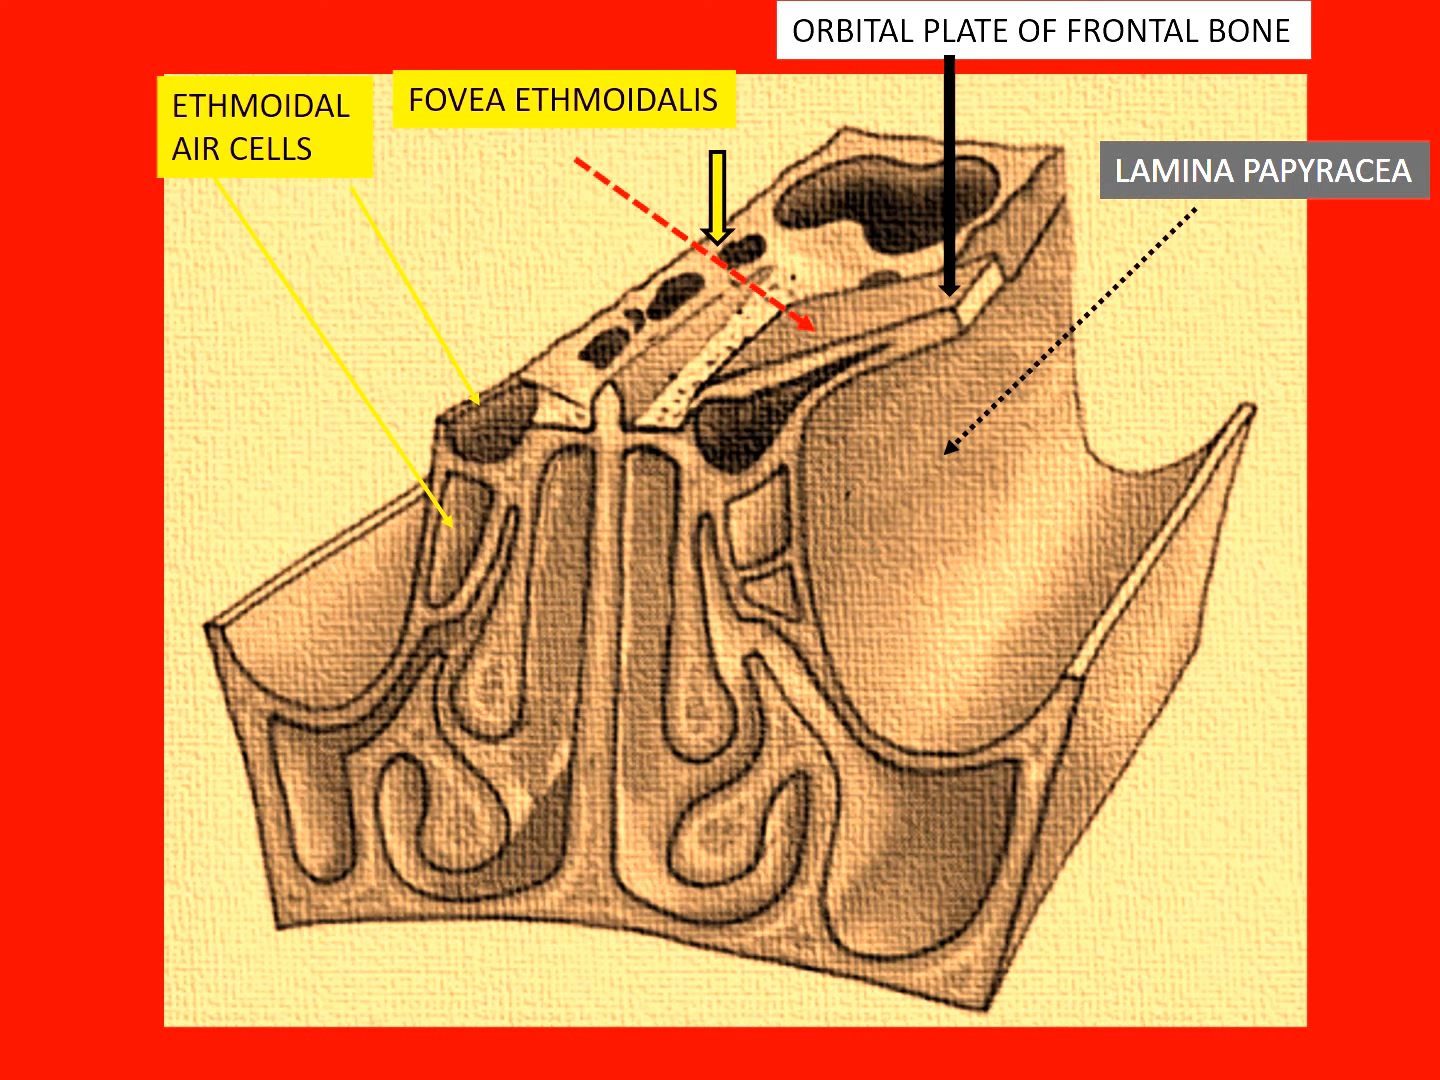 ORBITAL PLATE OF FRONTAL BONE
ETHMOIDAL
AIR CELLS
FOVEA ETHMOIDALIS
LAMINA PAPYRACEA